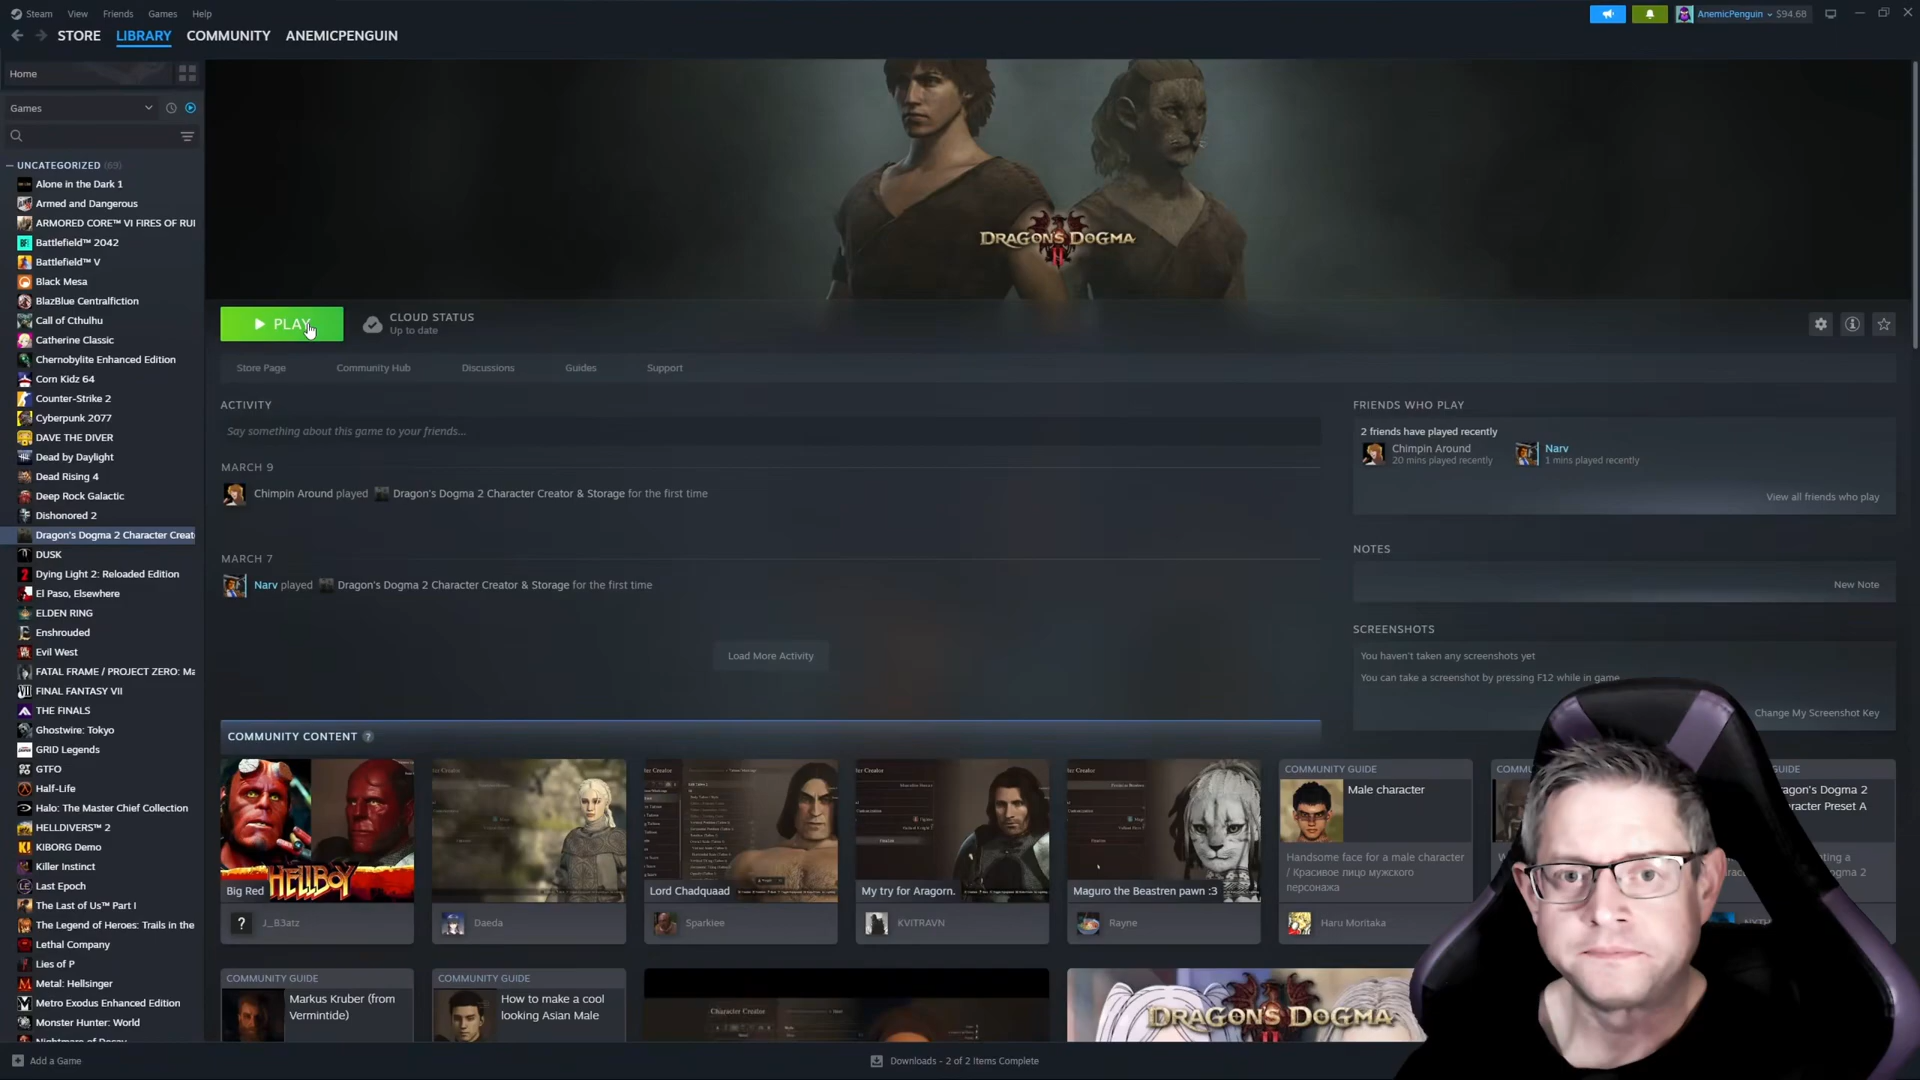 Steam View Friends Games Help
AnemicPenguin $94.68
STORE LIBRARY COMMUNITY ANEMICPENGUIN
Home
Games
UNCATEGORIZED (69)
Alone in the Dark 1
Armed and Dangerous
ARMORED CORE™ VI FIRES OF RUI
Battlefield™ 2042
Battlefield™ V
Black Mesa
BlazBlue Centralfiction
Call of Cthulhu
Catherine Classic
Chernobylite Enhanced Edition
Corn Kidz 64
Counter-Strike 2
Cyberpunk 2077
DAVE THE DIVER
Dead by Daylight
Dead Rising 4
Deep Rock Galactic
Dishonored 2
Dragon's Dogma 2 Character Creat
DUSK
Dying Light 2: Reloaded Edition
El Paso, Elsewhere
ELDEN RING
Enshrouded
Evil West
FATAL FRAME / PROJECT ZERO: Ma
FINAL FANTASY VII
THE FINALS
Ghostwire: Tokyo
GRID Legends
GTFO
Half-Life
Halo: The Master Chief Collection
HELLDIVERS™ 2
KIBORG Demo
Killer Instinct
Last Epoch
The Last of Us™ Part I
The Legend of Heroes: Trails in the
Lethal Company
Lies of P
Metal: Hellsinger
Metro Exodus Enhanced Edition
Monster Hunter: World
Add a Game
DRAGON'S DOGMA
II
PLAY
CLOUD STATUS
Up to date
Store Page Community Hub Discussions Guides Support
ACTIVITY
Say something about this game to your friends...
MARCH 9
Chimpin Around played Dragon's Dogma 2 Character Creator & Storage for the first time
MARCH 7
Narv played Dragon's Dogma 2 Character Creator & Storage for the first time
Load More Activity
FRIENDS WHO PLAY
2 friends have played recently
Chimpin Around
20 mins played recently
Narv
1 mins played recently
View all friends who play
NOTES
New Note
SCREENSHOTS
You haven't taken any screenshots yet
You can take a screenshot by pressing F12 while in game
Change My Screenshot Key
COMMUNITY CONTENT ?
Big Red
HELLBOY
J_B3atz
Daeda
Lord Chadquaad
Sparkiee
My try for Aragorn.
KVITRAVN
Maguro the Beastren pawn :3
Rayne
COMMUNITY GUIDE
Male character
Handsome face for a male character
/ Красивое лицо мужского
персонажа
Haru Moritaka
COMMU
GUIDE
ragon's Dogma 2
racter Preset A
COMMUNITY GUIDE
Markus Kruber (from
Vermintide)
COMMUNITY GUIDE
How to make a cool
looking Asian Male
Character Creator
DRAGON'S DOGMA
Downloads - 2 of 2 Items Complete